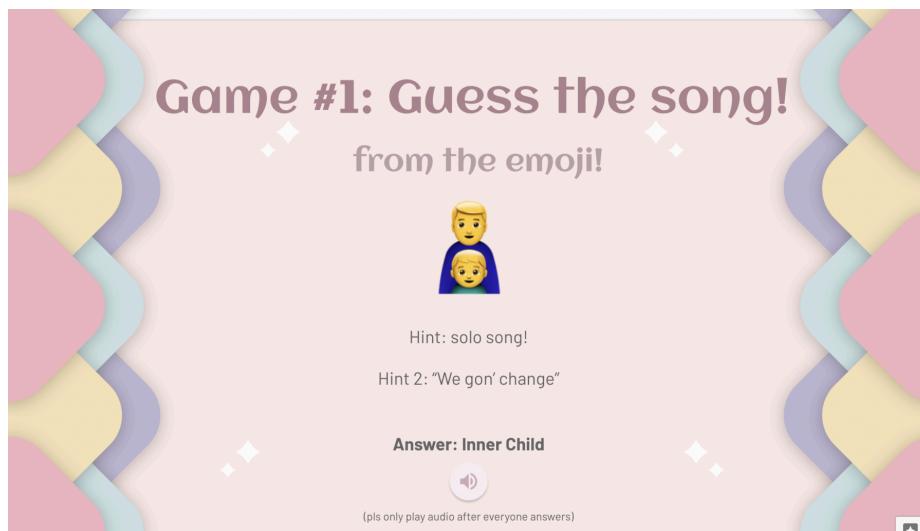 Game #1: Guess the song!
from the emoji!
Hint: solo song!
Hint 2: “We gon’ change”
Answer: Inner Child
(pls only play audio after everyone answers)